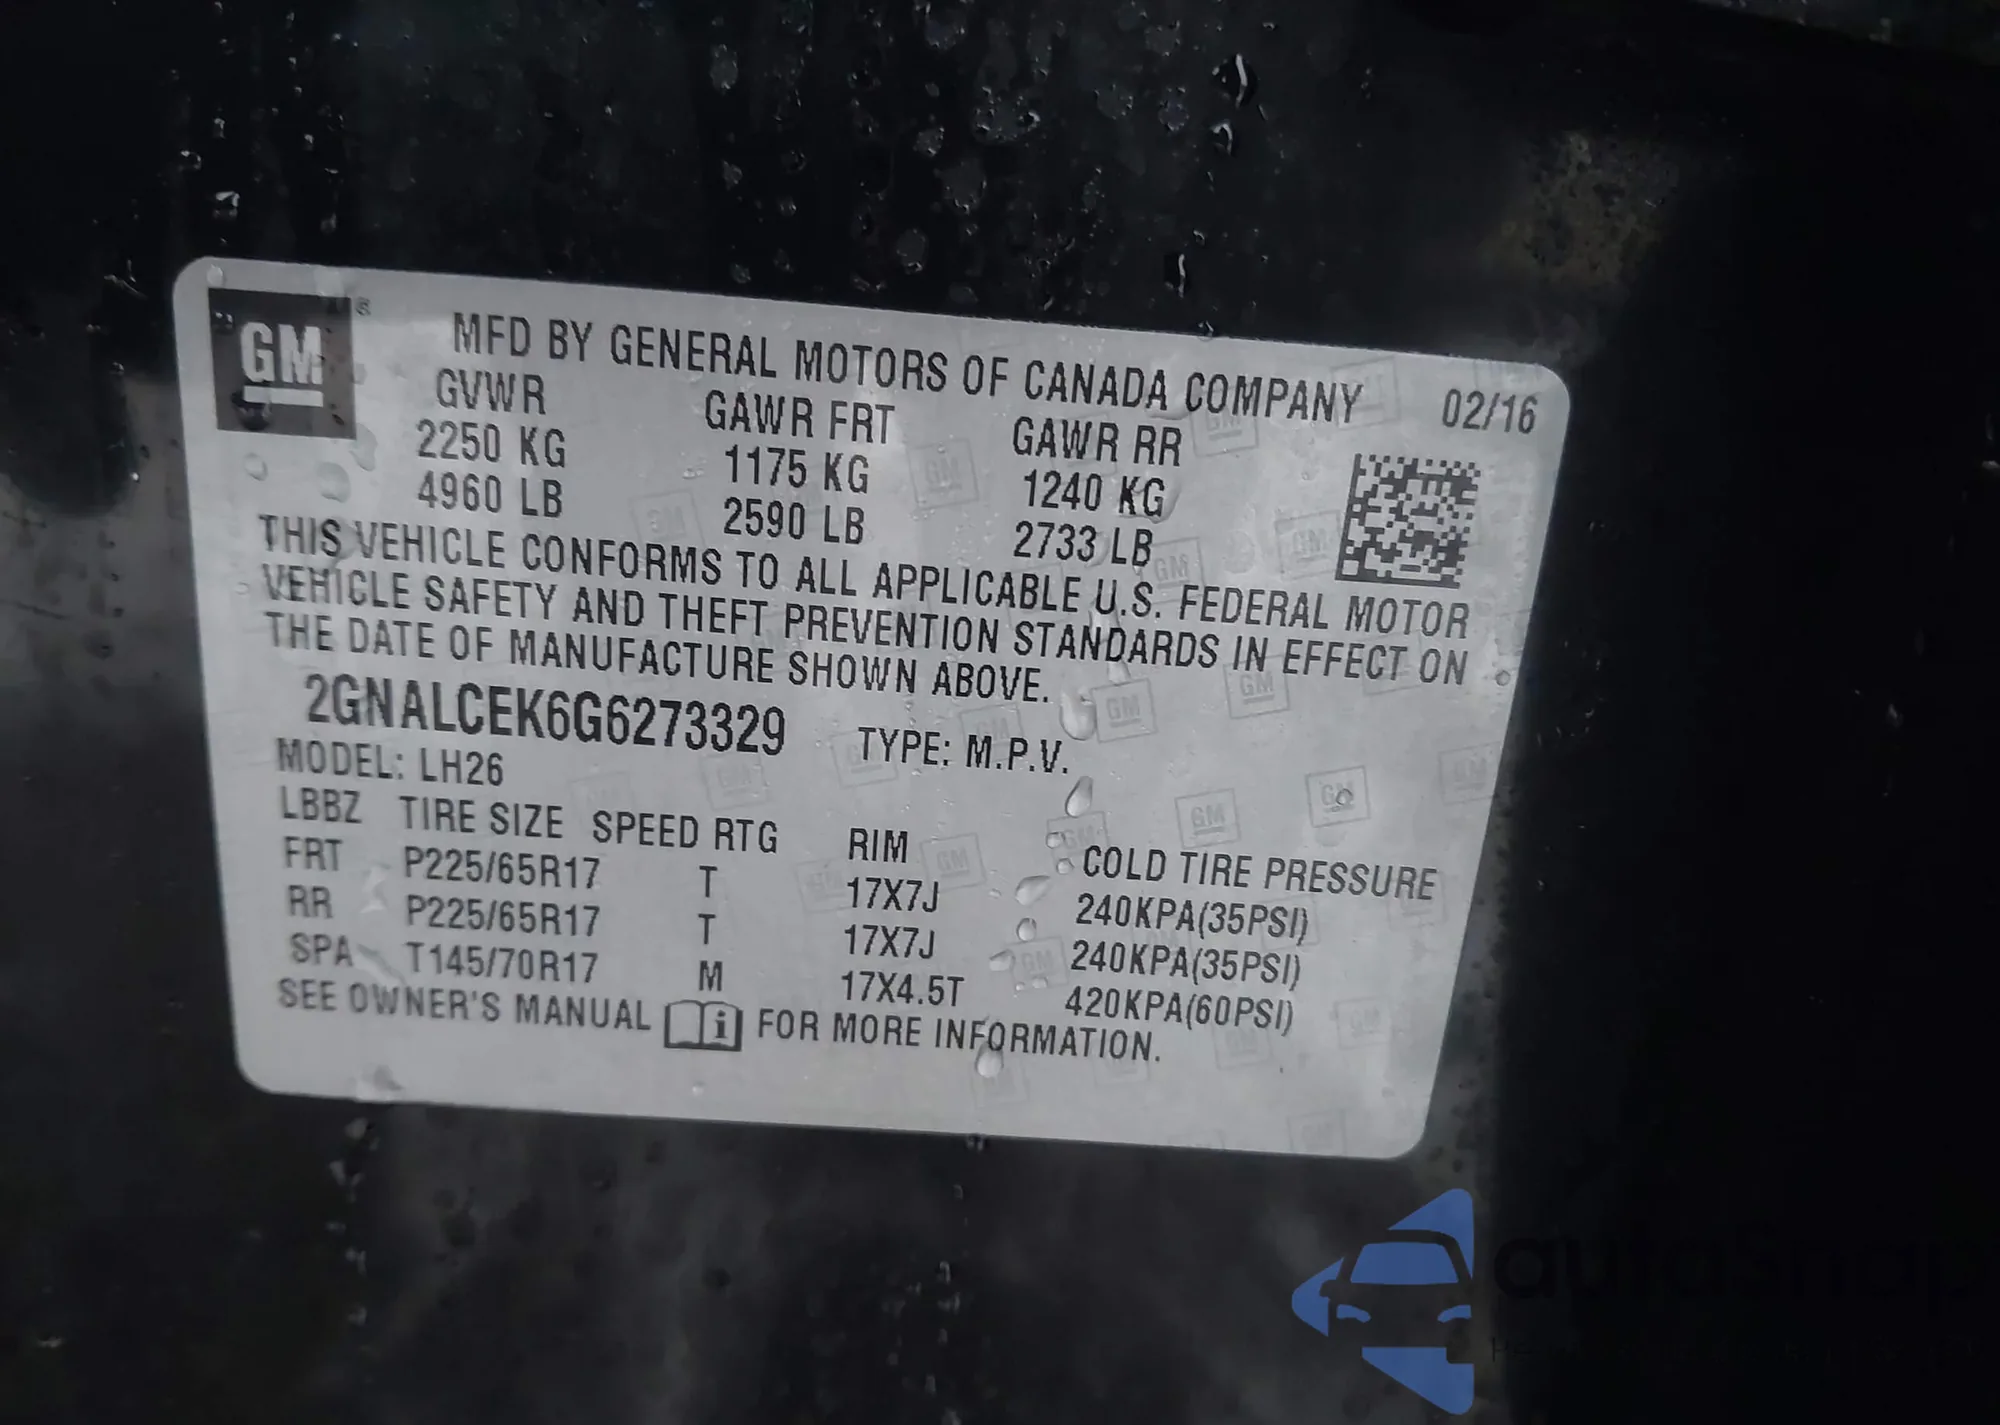 GM
MFD BY GENERAL MOTORS OF CANADA COMPANY 02/16
GVWR GAWR FRT GAWR RR
2250 KG 1175 KG 1240 KG
4960 LB 2590 LB 2733 LB
THIS VEHICLE CONFORMS TO ALL APPLICABLE U.S. FEDERAL MOTOR
VEHICLE SAFETY AND THEFT PREVENTION STANDARDS IN EFFECT ON
THE DATE OF MANUFACTURE SHOWN ABOVE.
2GNALCEK6G6273329 TYPE: M.P.V.
MODEL: LH26
LBBZ TIRE SIZE SPEED RTG RIM COLD TIRE PRESSURE
FRT P225/65R17 T 17X7J 240KPA(35PSI)
RR P225/65R17 T 17X7J 240KPA(35PSI)
SPA T145/70R17 M 17X4.5T 420KPA(60PSI)
SEE OWNER'S MANUAL i FOR MORE INFORMATION.